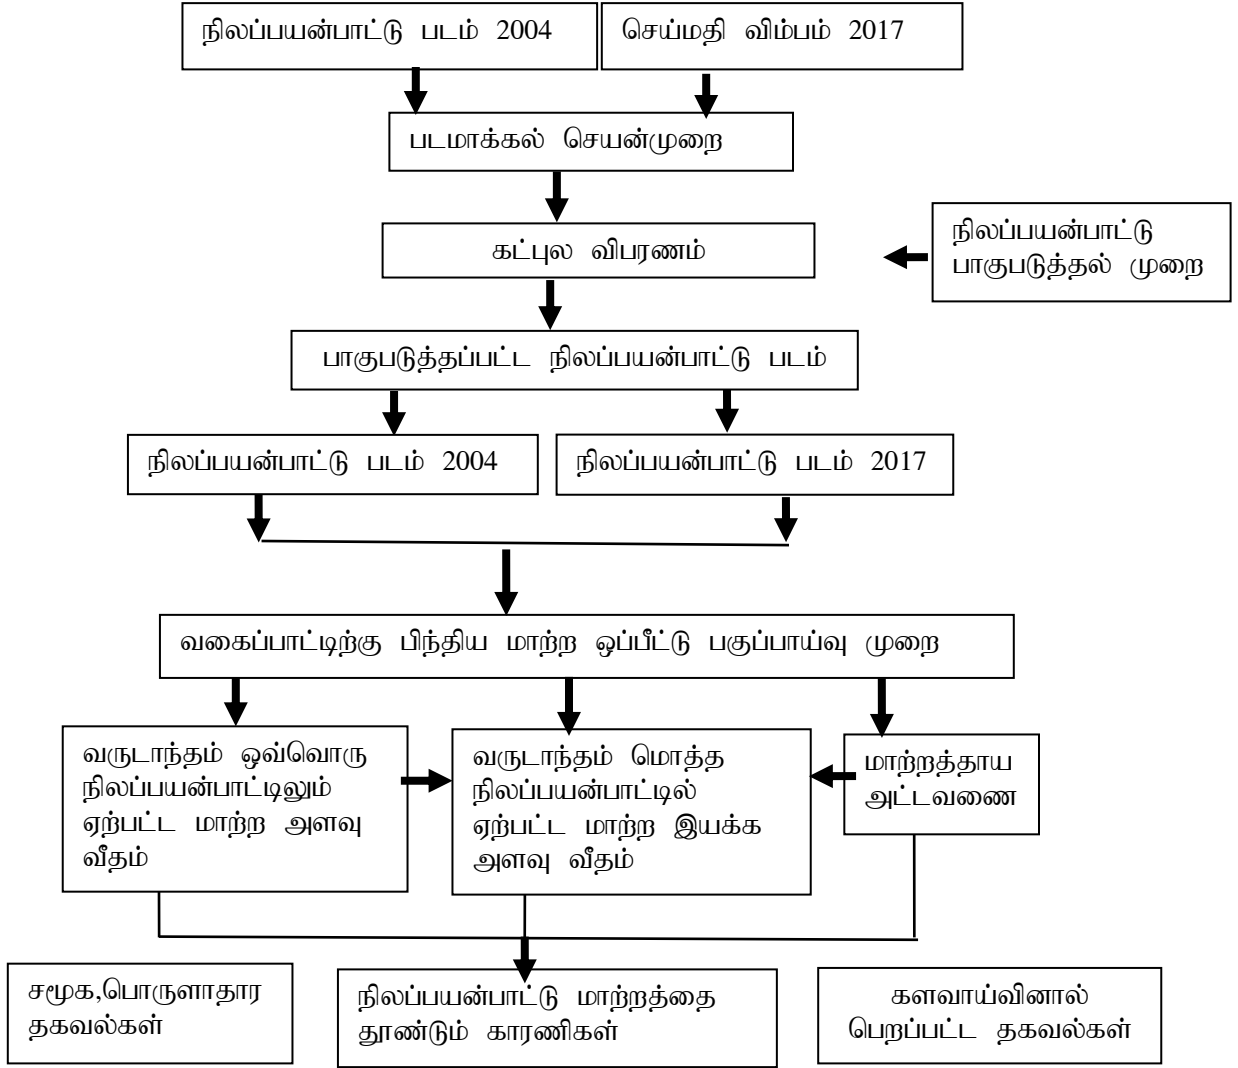 நிலப்பயன்பாட்டு படம் 2004
செய்மதி விம்பம் 2017
படமாக்கல் செயன்முறை
கட்புல விபரணம்
நிலப்பயன்பாட்டு
பாகுபடுத்தல் முறை
பாகுபடுத்தப்பட்ட நிலப்பயன்பாட்டு படம்
நிலப்பயன்பாட்டு படம் 2004
நிலப்பயன்பாட்டு படம் 2017
வகைப்பாட்டிற்கு பிந்திய மாற்ற ஒப்பீட்டு பகுப்பாய்வு முறை
வருடாந்தம் ஒவ்வொரு
நிலப்பயன்பாட்டிலும்
ஏற்பட்ட மாற்ற அளவு
வீதம்
வருடாந்தம் மொத்த
நிலப்பயன்பாட்டில்
ஏற்பட்ட மாற்ற இயக்க
அளவு வீதம்
மாற்றத்தாய
அட்டவணை
சமூக,பொருளாதார
தகவல்கள்
நிலப்பயன்பாட்டு மாற்றத்தை
தூண்டும் காரணிகள்
களவாய்வினால்
பெறப்பட்ட தகவல்கள்